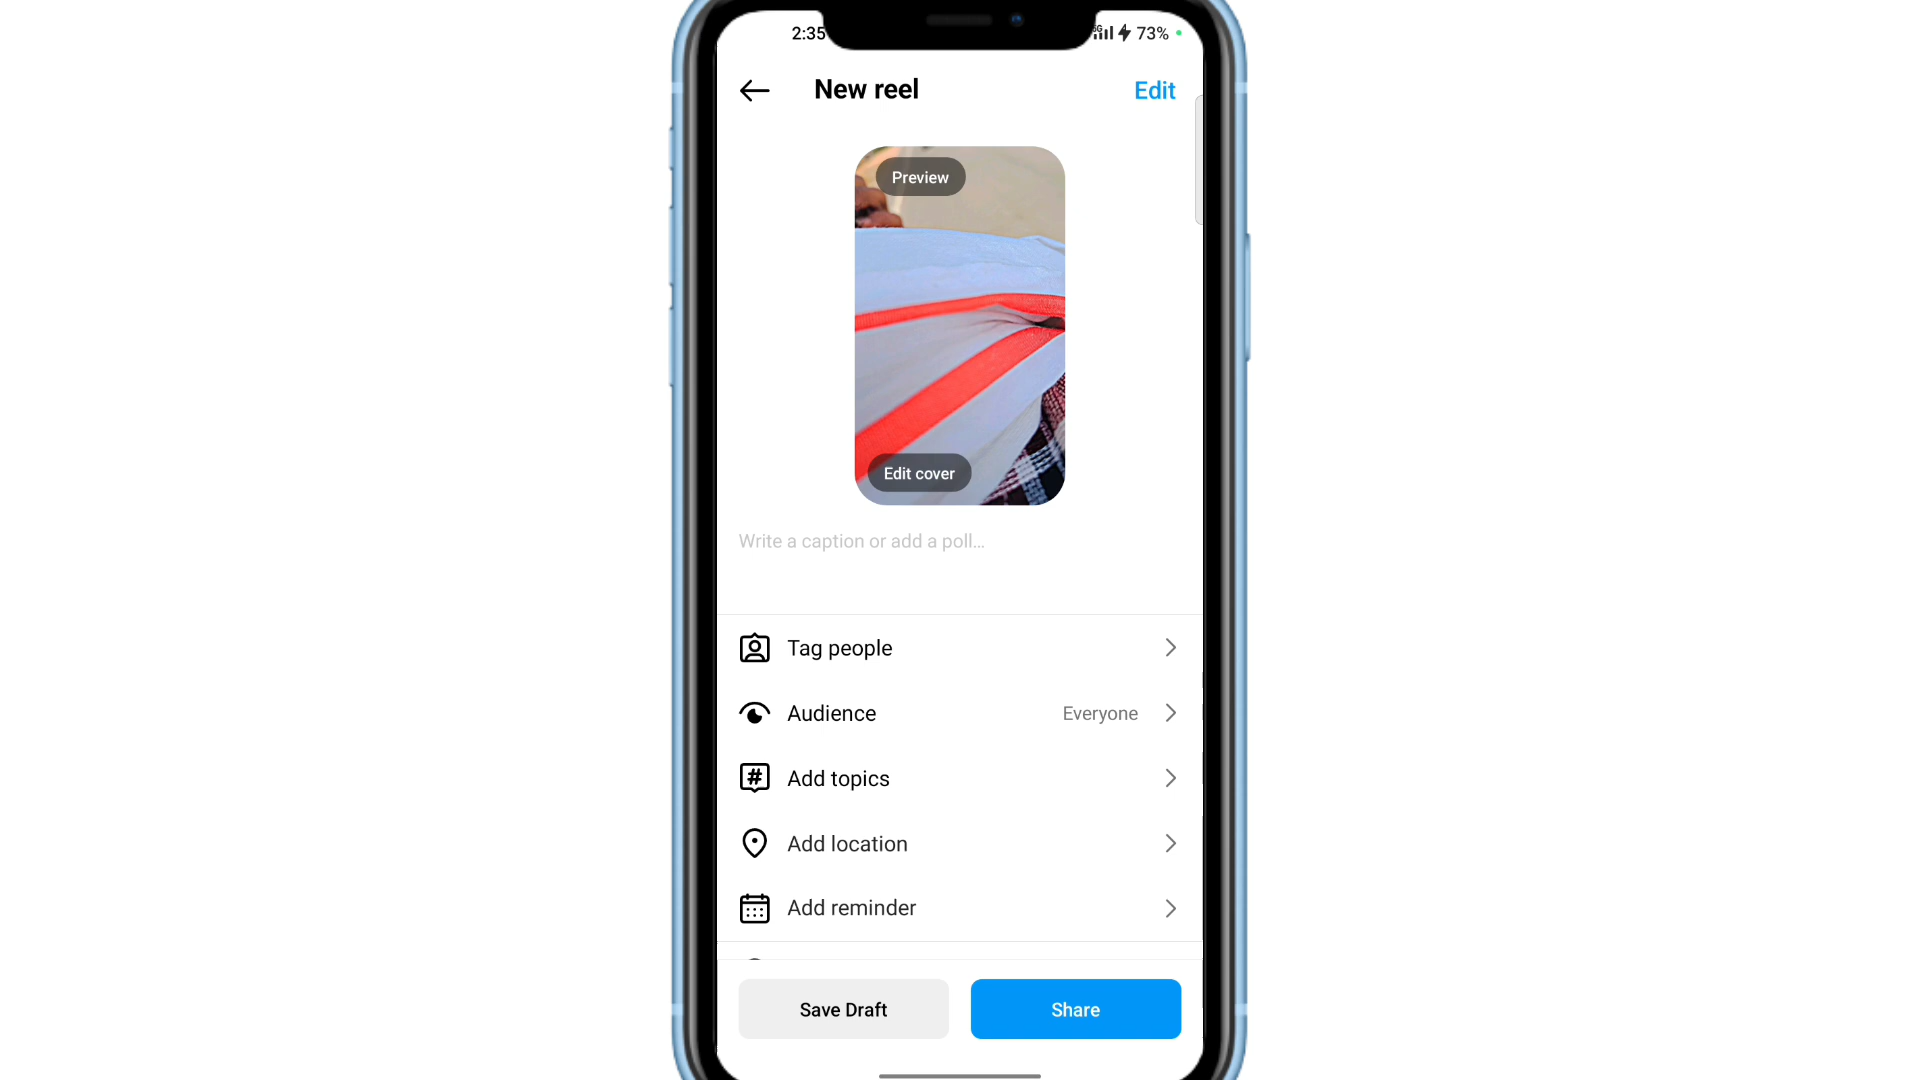 2:35 5G 73%
New reel Edit
Preview
Edit cover
Write a caption or add a poll...
Tag people
Audience Everyone
Add topics
Add location
Add reminder
Save Draft Share